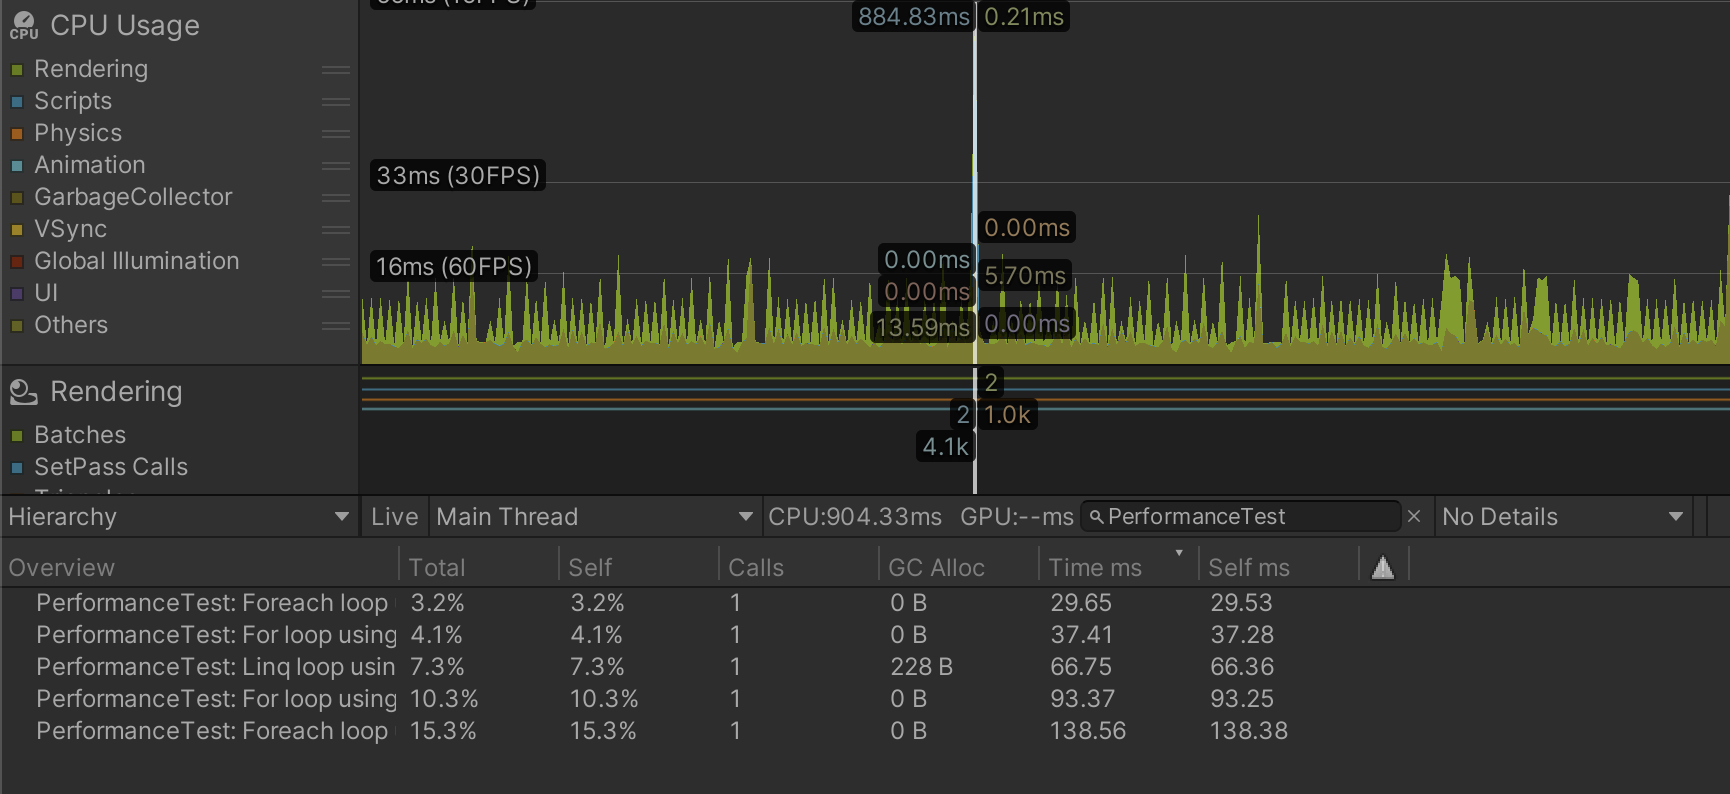 CPU Usage
CPU
Rendering
Scripts
Physics
Animation
GarbageCollector
VSync
Global Illumination
UI
Others
884.83ms
0.21ms
33ms (30FPS)
0.00ms
0.00ms
16ms (60FPS)
5.70ms
0.00ms
13.59ms
0.00ms
Rendering
Batches
SetPass Calls
2
2
1.0k
4.1k
Hierarchy
Live
Main Thread
CPU:904.33ms GPU:--ms
PerformanceTest
No Details
Overview Total Self Calls GC Alloc Time ms Self ms
PerformanceTest: Foreach loop 3.2% 3.2% 1 0 B 29.65 29.53
PerformanceTest: For loop using 4.1% 4.1% 1 0 B 37.41 37.28
PerformanceTest: Linq loop usin 7.3% 7.3% 1 228 B 66.75 66.36
PerformanceTest: For loop using 10.3% 10.3% 1 0 B 93.37 93.25
PerformanceTest: Foreach loop 15.3% 15.3% 1 0 B 138.56 138.38